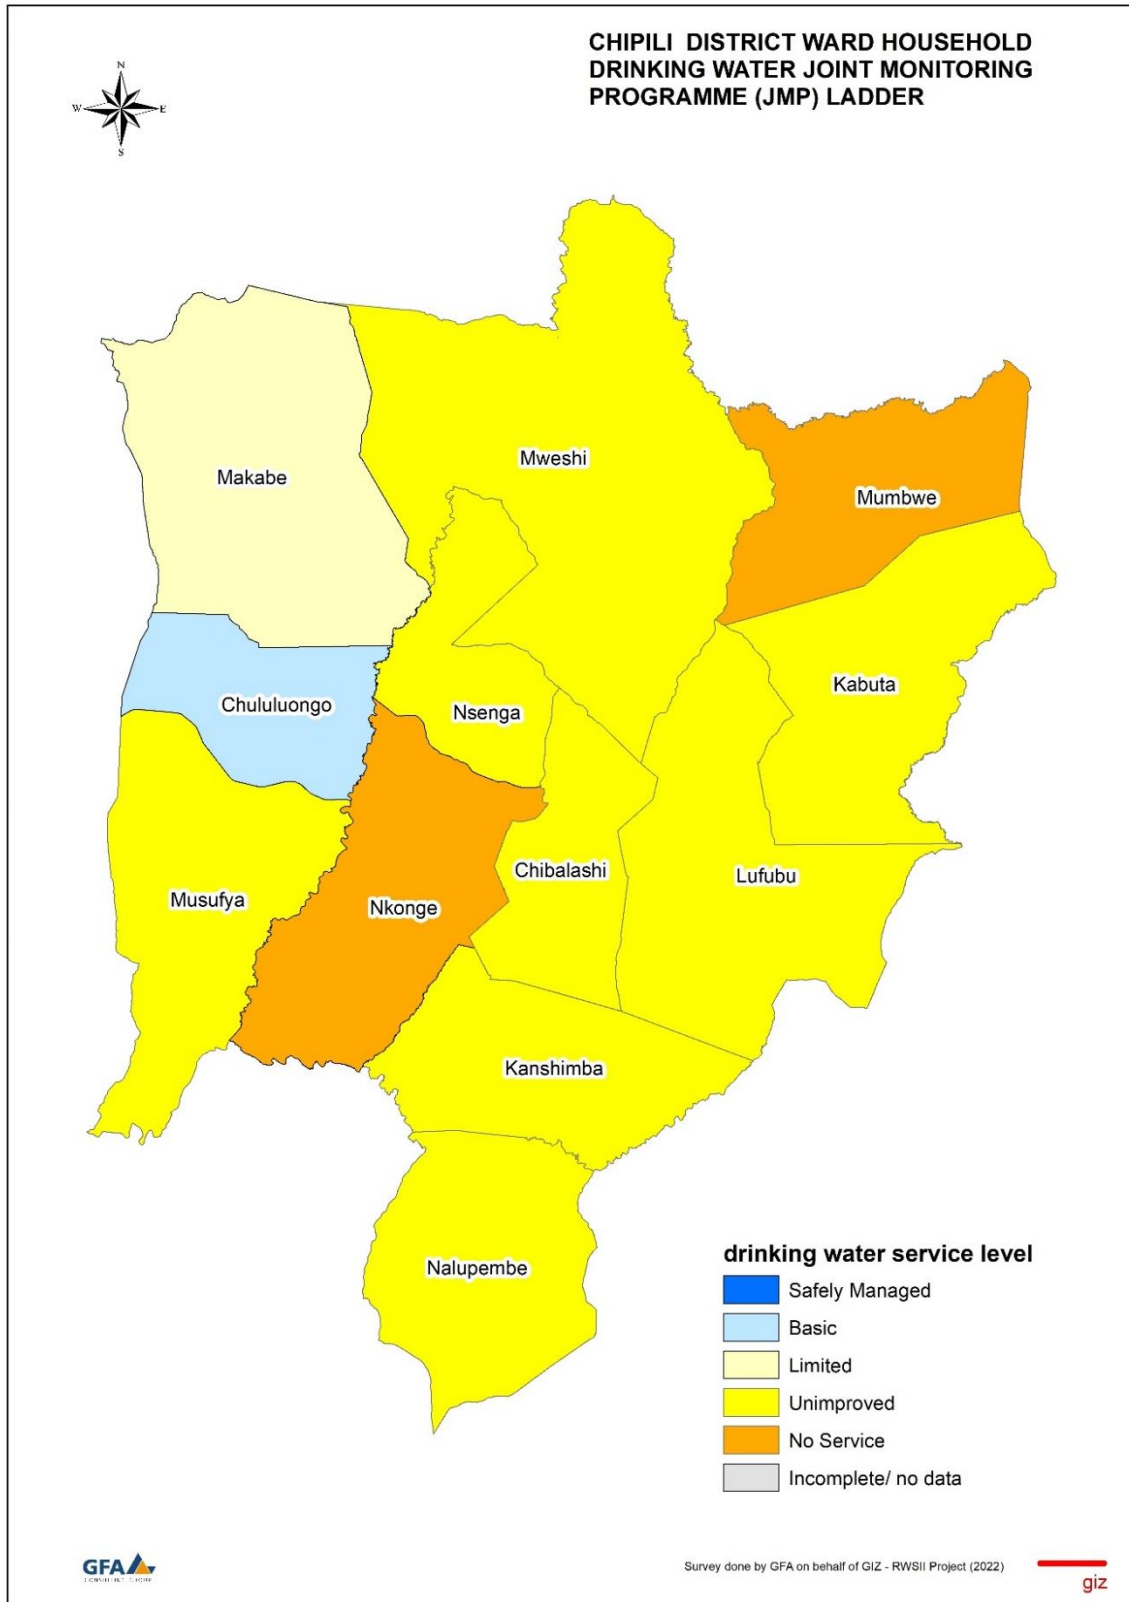 CHIPILI DISTRICT WARD HOUSEHOLD
DRINKING WATER JOINT MONITORING
PROGRAMME (JMP) LADDER
N
W
E
S
Makabe
Mweshi
Mumbwe
Chululuongo
Nsenga
Kabuta
Musufya
Nkonge
Chibalashi
Lufubu
Kanshimba
Nalupembe
drinking water service level
Safely Managed
Basic
Limited
Unimproved
No Service
Incomplete/ no data
GFA
Survey done by GFA on behalf of GIZ - RWSII Project (2022)
giz